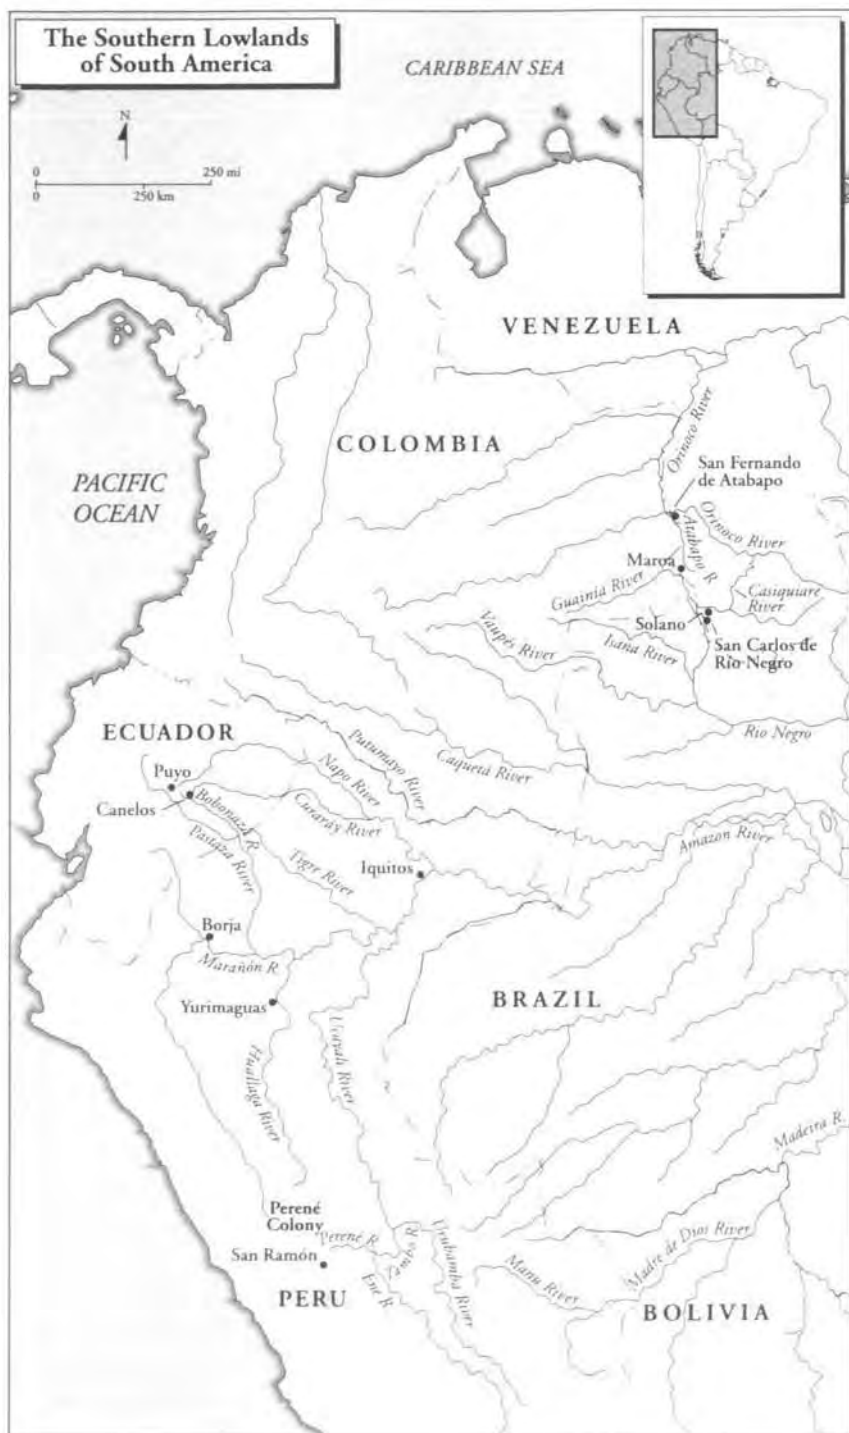 The Southern Lowlands
of South America
CARIBBEAN SEA
N
0 250 mi
0 250 km
VENEZUELA
COLOMBIA
PACIFIC
OCEAN
Orinoco River
San Fernando
de Atabapo
Orinoco River
Atabapo R
Maroa
Guainía River
Casiquiare
River
Solano
Vaupés River
Isana River
San Carlos de
Río Negro
ECUADOR
Rio Negro
Putumayo River
Caquetá River
Napo River
Puyo
Canelos
Bobonaza R
Curaray River
Pastaza River
Tigre River
Iquitos
Amazon River
Borja
Marañón R
Yurimaguas
BRAZIL
Ucayali River
Huallaga River
Madeira R.
Perené
Colony
Perené R
Tambo R
Urubamba River
San Ramón
Ene R
Manu River
Madre de Dios River
PERU
BOLIVIA